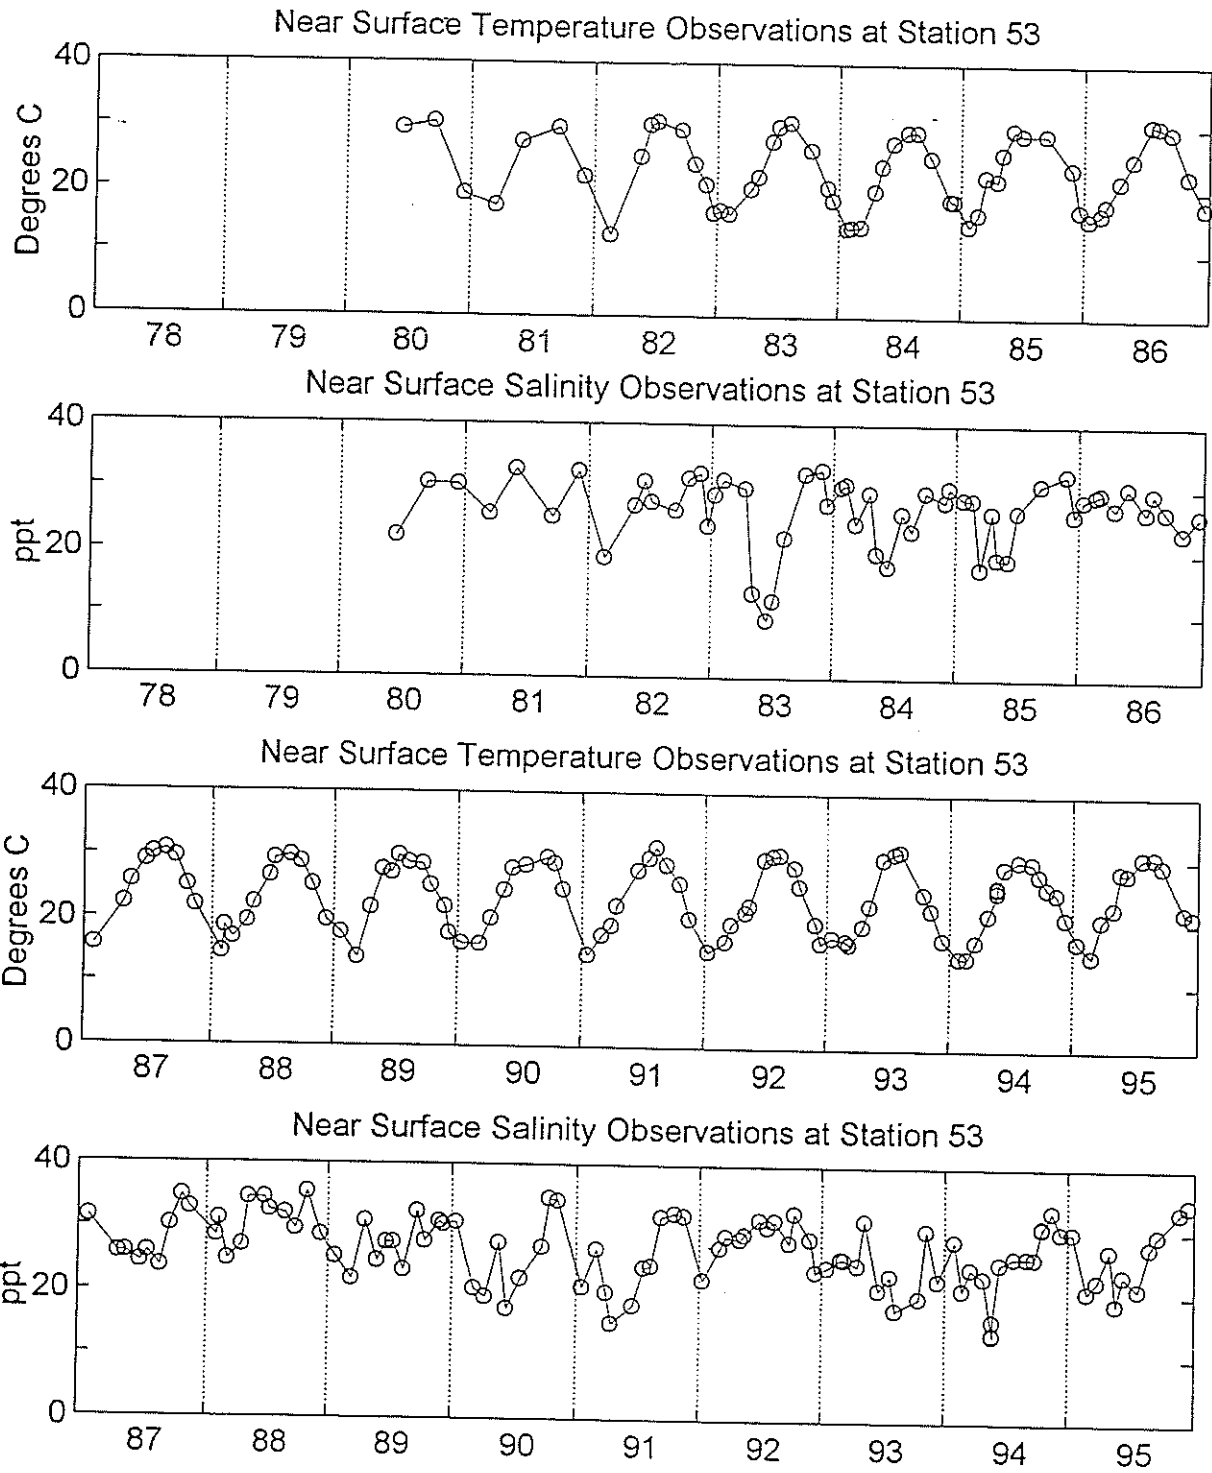 Near Surface Temperature Observations at Station 53
40
20
0
Degrees C
78 79 80 81 82 83 84 85 86
Near Surface Salinity Observations at Station 53
40
20
0
ppt
78 79 80 81 82 83 84 85 86
Near Surface Temperature Observations at Station 53
40
20
0
Degrees C
87 88 89 90 91 92 93 94 95
Near Surface Salinity Observations at Station 53
40
20
0
ppt
87 88 89 90 91 92 93 94 95